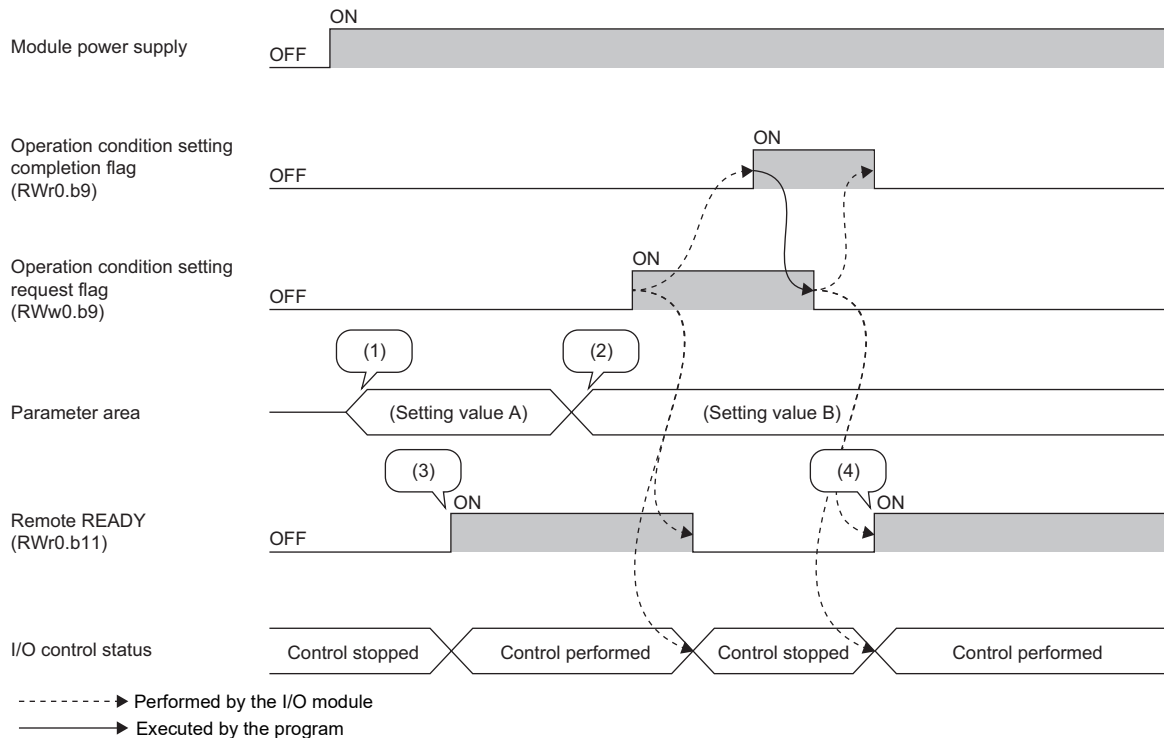 ON
Module power supply
OFF
Operation condition setting
completion flag
(RWr0.b9)
ON
OFF
Operation condition setting
request flag
(RWw0.b9)
ON
OFF
(1)
(2)
Parameter area
(Setting value A)
(Setting value B)
(3)
(4)
ON
ON
Remote READY
(RWr0.b11)
OFF
I/O control status
Control stopped
Control performed
Control stopped
Control performed
Performed by the I/O module
Executed by the program